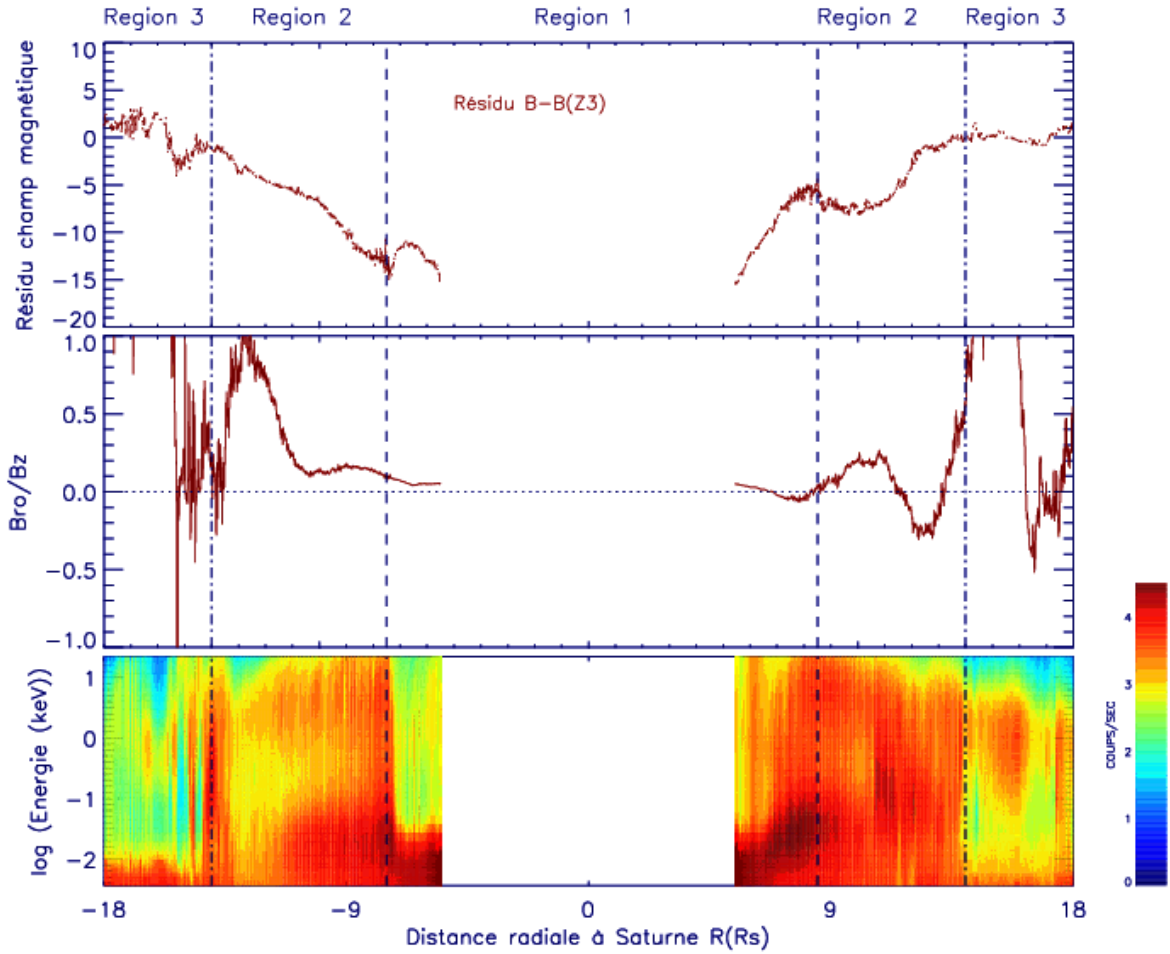 Region 3 Region 2 Region 1 Region 2 Region 3
10
5
0
−5
−10
−15
−20
Résidu champ magnétique
Résidu B−B(Z3)
1.0
0.5
0.0
−0.5
−1.0
Bro/Bz
1
0
−1
−2
log (Energie (keV))
−18 −9 0 9 18
Distance radiale à Saturne R(Rs)
4
3
2
1
0
COUPS/SEC